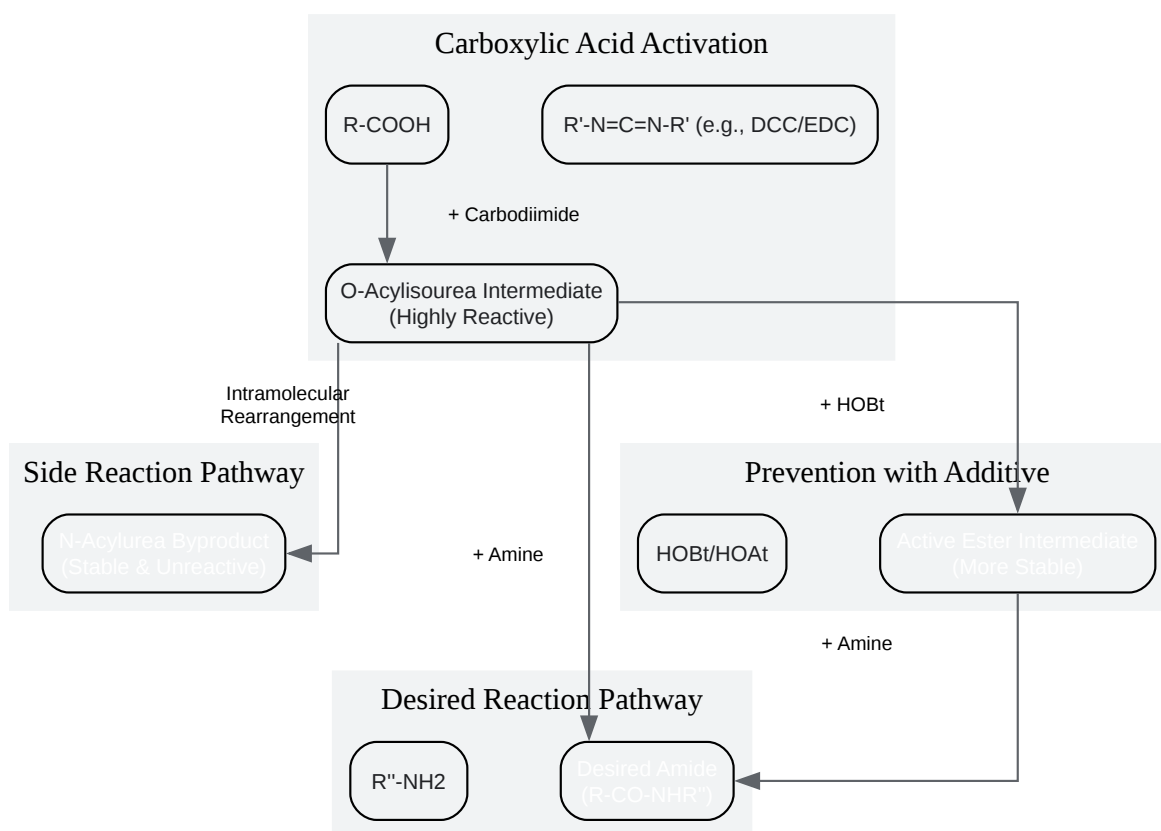 Carboxylic Acid Activation
R-COOH
R'-N=C=N-R' (e.g., DCC/EDC)
+ Carbodiimide
O-Acylisourea Intermediate
(Highly Reactive)
Intramolecular
Rearrangement
+ HOBt
Side Reaction Pathway
Prevention with Additive
N-Acylurea Byproduct
(Stable & Unreactive)
+ Amine
HOBt/HOAt
Active Ester Intermediate
(More Stable)
+ Amine
Desired Reaction Pathway
R''-NH2
Desired Amide
(R-CO-NHR'')